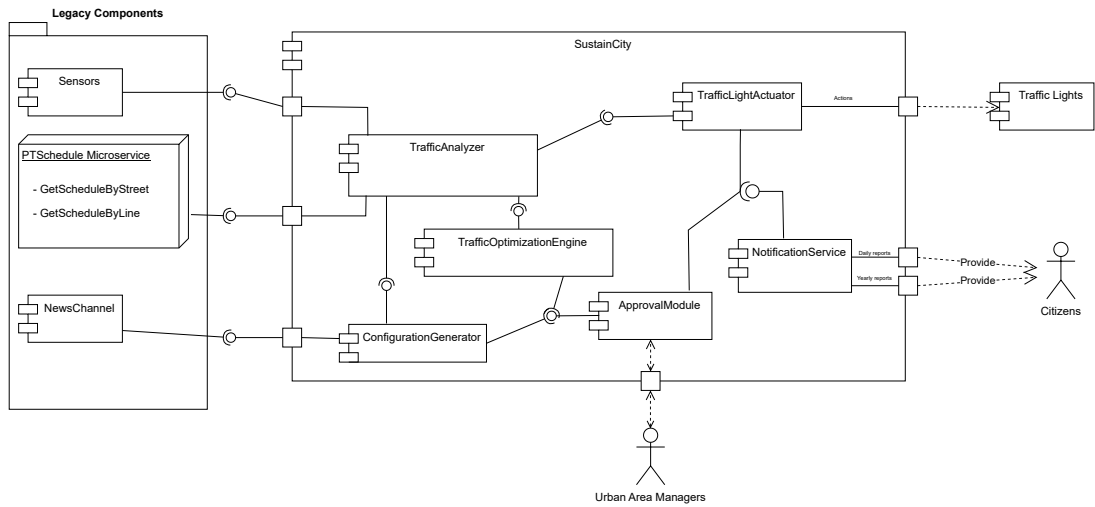 Legacy Components
SustainCity
Sensors
TrafficLightActuator
Actions
Traffic Lights
PTSchedule Microservice
- GetScheduleByStreet
- GetScheduleByLine
TrafficAnalyzer
TrafficOptimizationEngine
NotificationService
Daily reports
Yearly reports
Provide
Provide
Citizens
NewsChannel
ConfigurationGenerator
ApprovalModule
Urban Area Managers